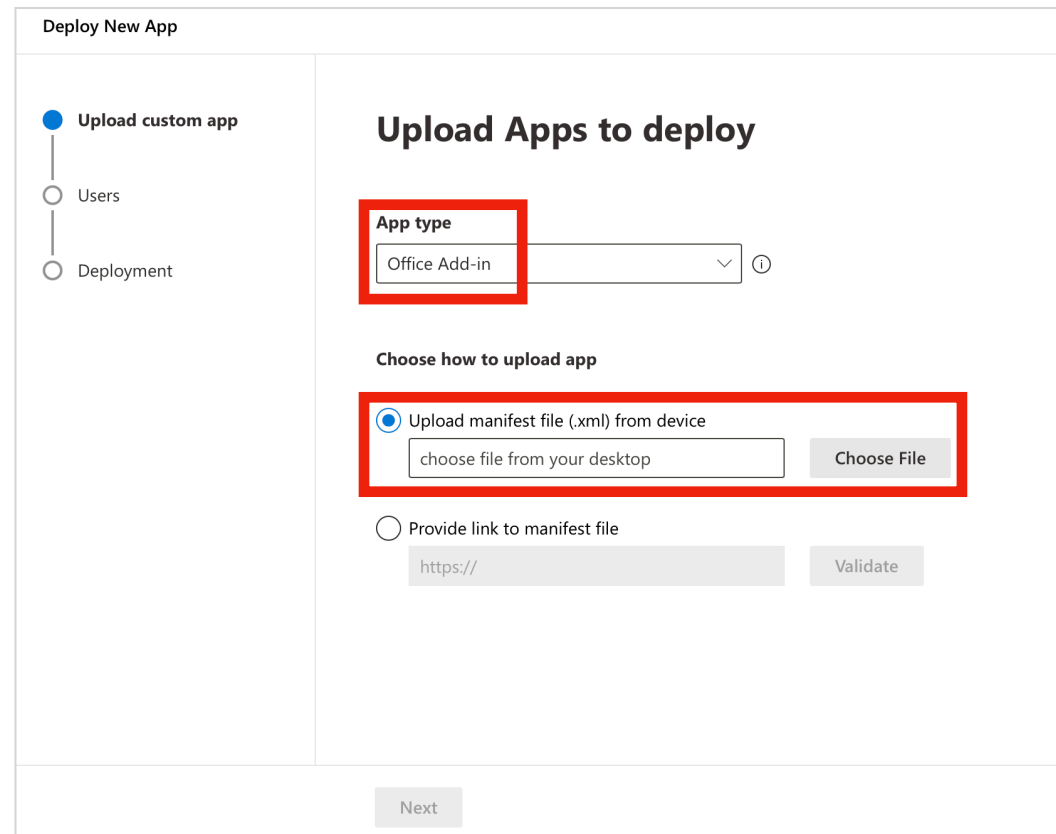 Deploy New App
Upload custom app
Users
Deployment
Upload Apps to deploy
App type
Office Add-in
Choose how to upload app
Upload manifest file (.xml) from device
choose file from your desktop
Choose File
Provide link to manifest file
https://
Validate
Next